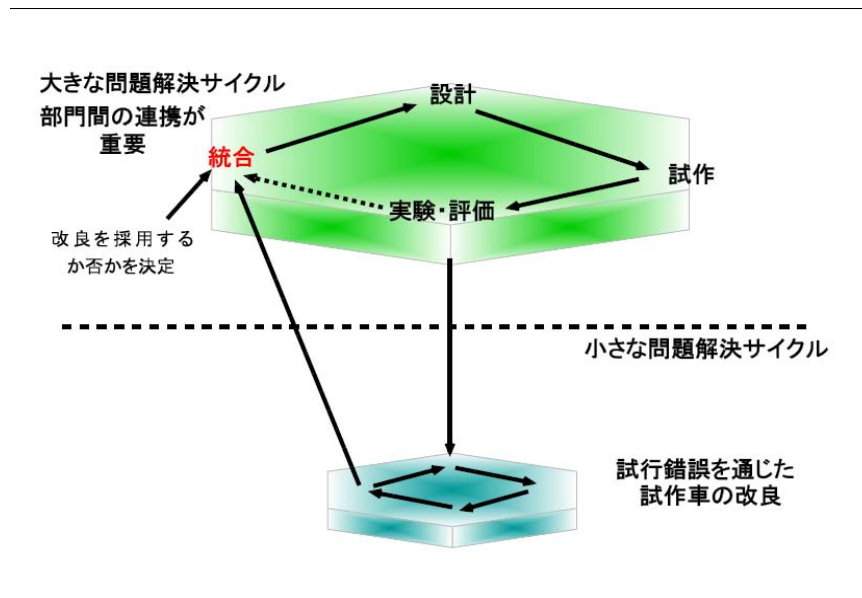 大きな問題解決サイクル
部門間の連携が
重要
設計
統合
試作
実験・評価
改良を採用する
か否かを決定
小さな問題解決サイクル
試行錯誤を通じた
試作車の改良